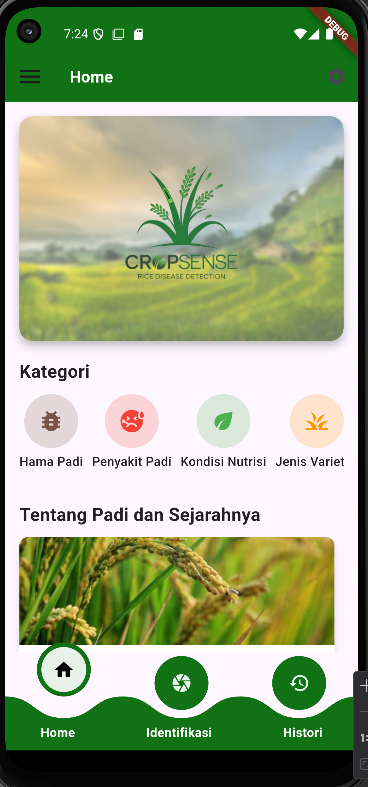 7:24
DEBUG
Home
CROPSENSE
RICE DISEASE DETECTION
Kategori
Hama Padi Penyakit Padi Kondisi Nutrisi Jenis Variet
Tentang Padi dan Sejarahnya
Home Identifikasi Histori